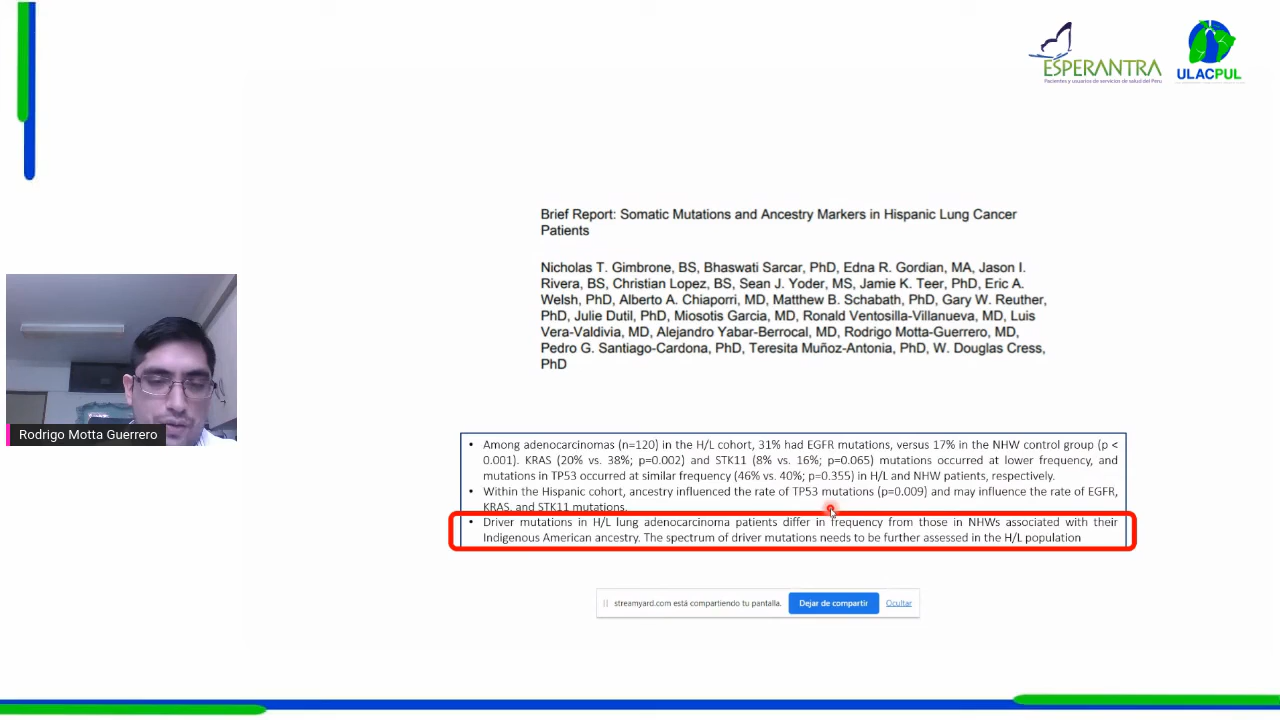 ESPERANTRA
Pacientes y usuarios de servicios de salud del Peru
ULACPUL
Brief Report: Somatic Mutations and Ancestry Markers in Hispanic Lung Cancer
Patients
Nicholas T. Gimbrone, BS, Bhaswati Sarcar, PhD, Edna R. Gordian, MA, Jason I.
Rivera, BS, Christian Lopez, BS, Sean J. Yoder, MS, Jamie K. Teer, PhD, Eric A.
Welsh, PhD, Alberto A. Chiaporri, MD, Matthew B. Schabath, PhD, Gary W. Reuther,
PhD, Julie Dutil, PhD, Miosotis Garcia, MD, Ronald Ventosilla-Villanueva, MD, Luis
Vera-Valdivia, MD, Alejandro Yabar-Berrocal, MD, Rodrigo Motta-Guerrero, MD,
Pedro G. Santiago-Cardona, PhD, Teresita Muñoz-Antonia, PhD, W. Douglas Cress,
PhD
Rodrigo Motta Guerrero
• Among adenocarcinomas (n=120) in the H/L cohort, 31% had EGFR mutations, versus 17% in the NHW control group (p <
0.001). KRAS (20% vs. 38%; p=0.002) and STK11 (8% vs. 16%; p=0.065) mutations occurred at lower frequency, and
mutations in TP53 occurred at similar frequency (46% vs. 40%; p=0.355) in H/L and NHW patients, respectively.
• Within the Hispanic cohort, ancestry influenced the rate of TP53 mutations (p=0.009) and may influence the rate of EGFR,
KRAS, and STK11 mutations.
• Driver mutations in H/L lung adenocarcinoma patients differ in frequency from those in NHWs associated with their
Indigenous American ancestry. The spectrum of driver mutations needs to be further assessed in the H/L population
streamyard.com está compartiendo tu pantalla.
Dejar de compartir
Ocultar